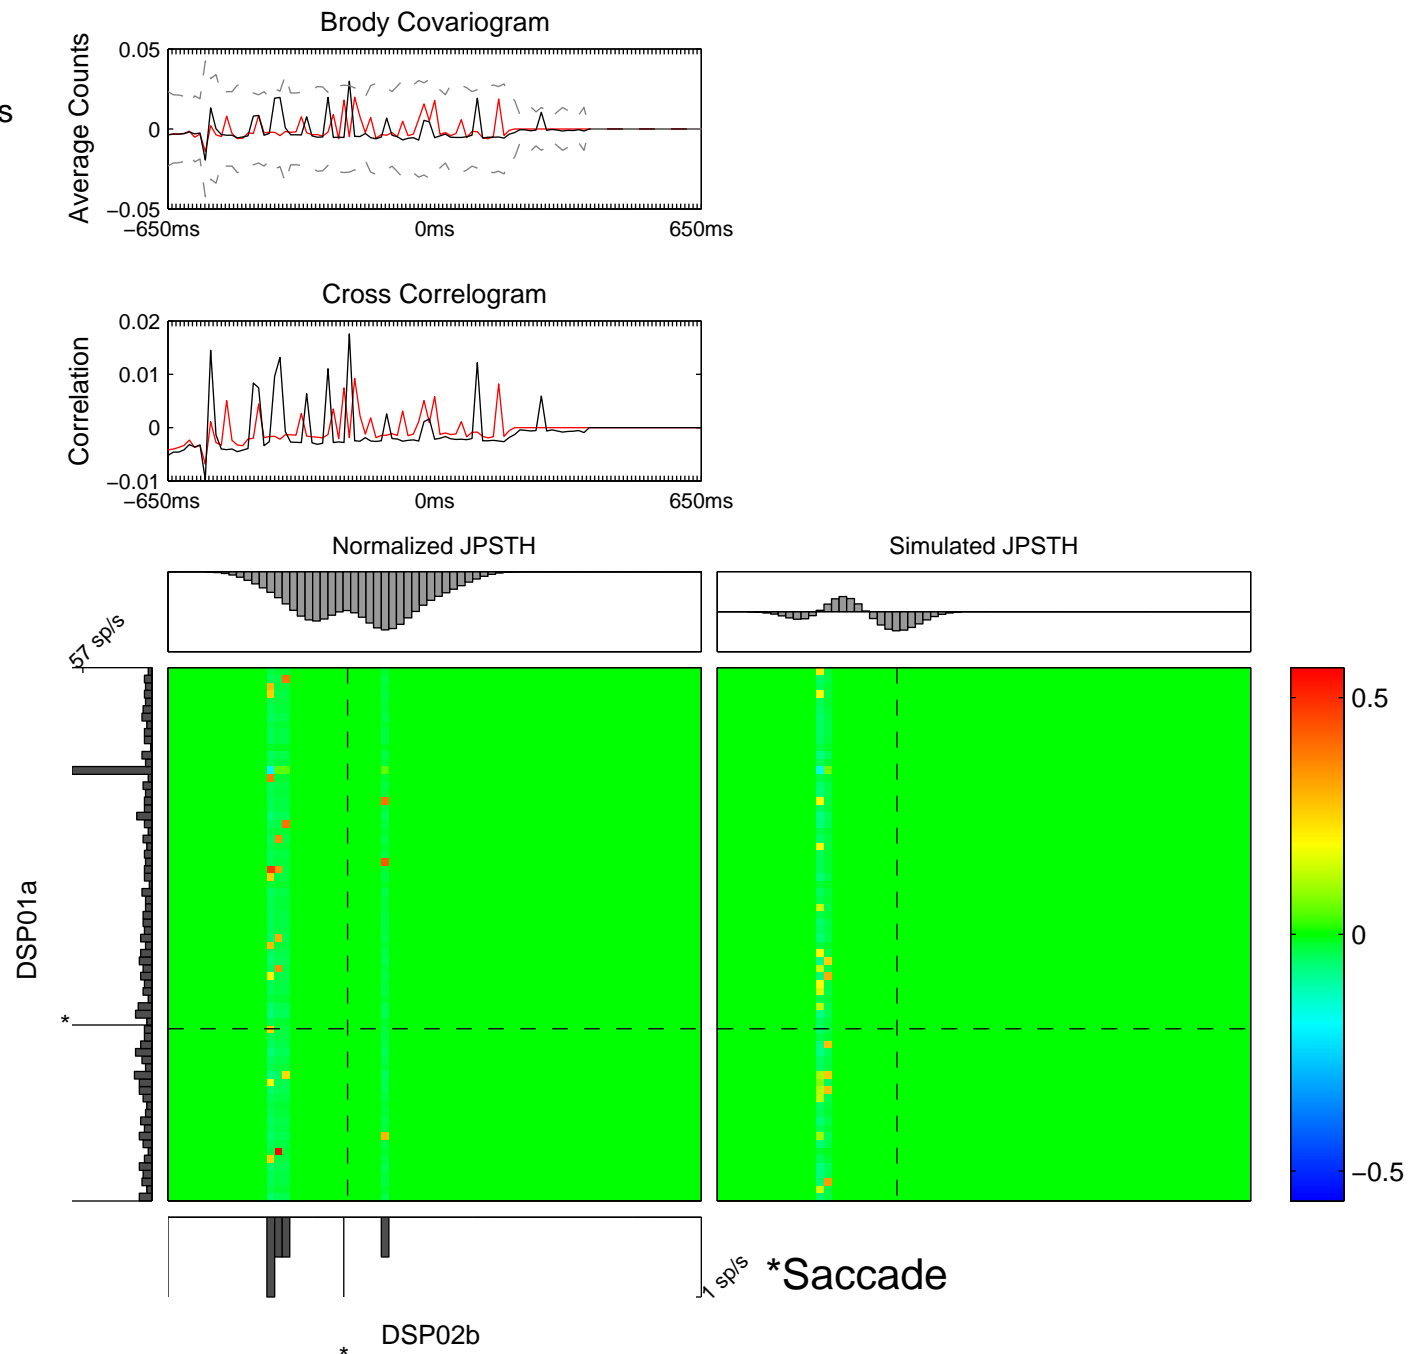 Brody Covariogram
s
Average Counts
0.05
0
−0.05
−650ms
0ms
650ms
Cross Correlogram
Correlation
0.02
0.01
0
−0.01
−650ms
0ms
650ms
Normalized JPSTH
Simulated JPSTH
57 sp/s
DSP01a
*
0.5
0
−0.5
1 sp/s
*Saccade
DSP02b
*